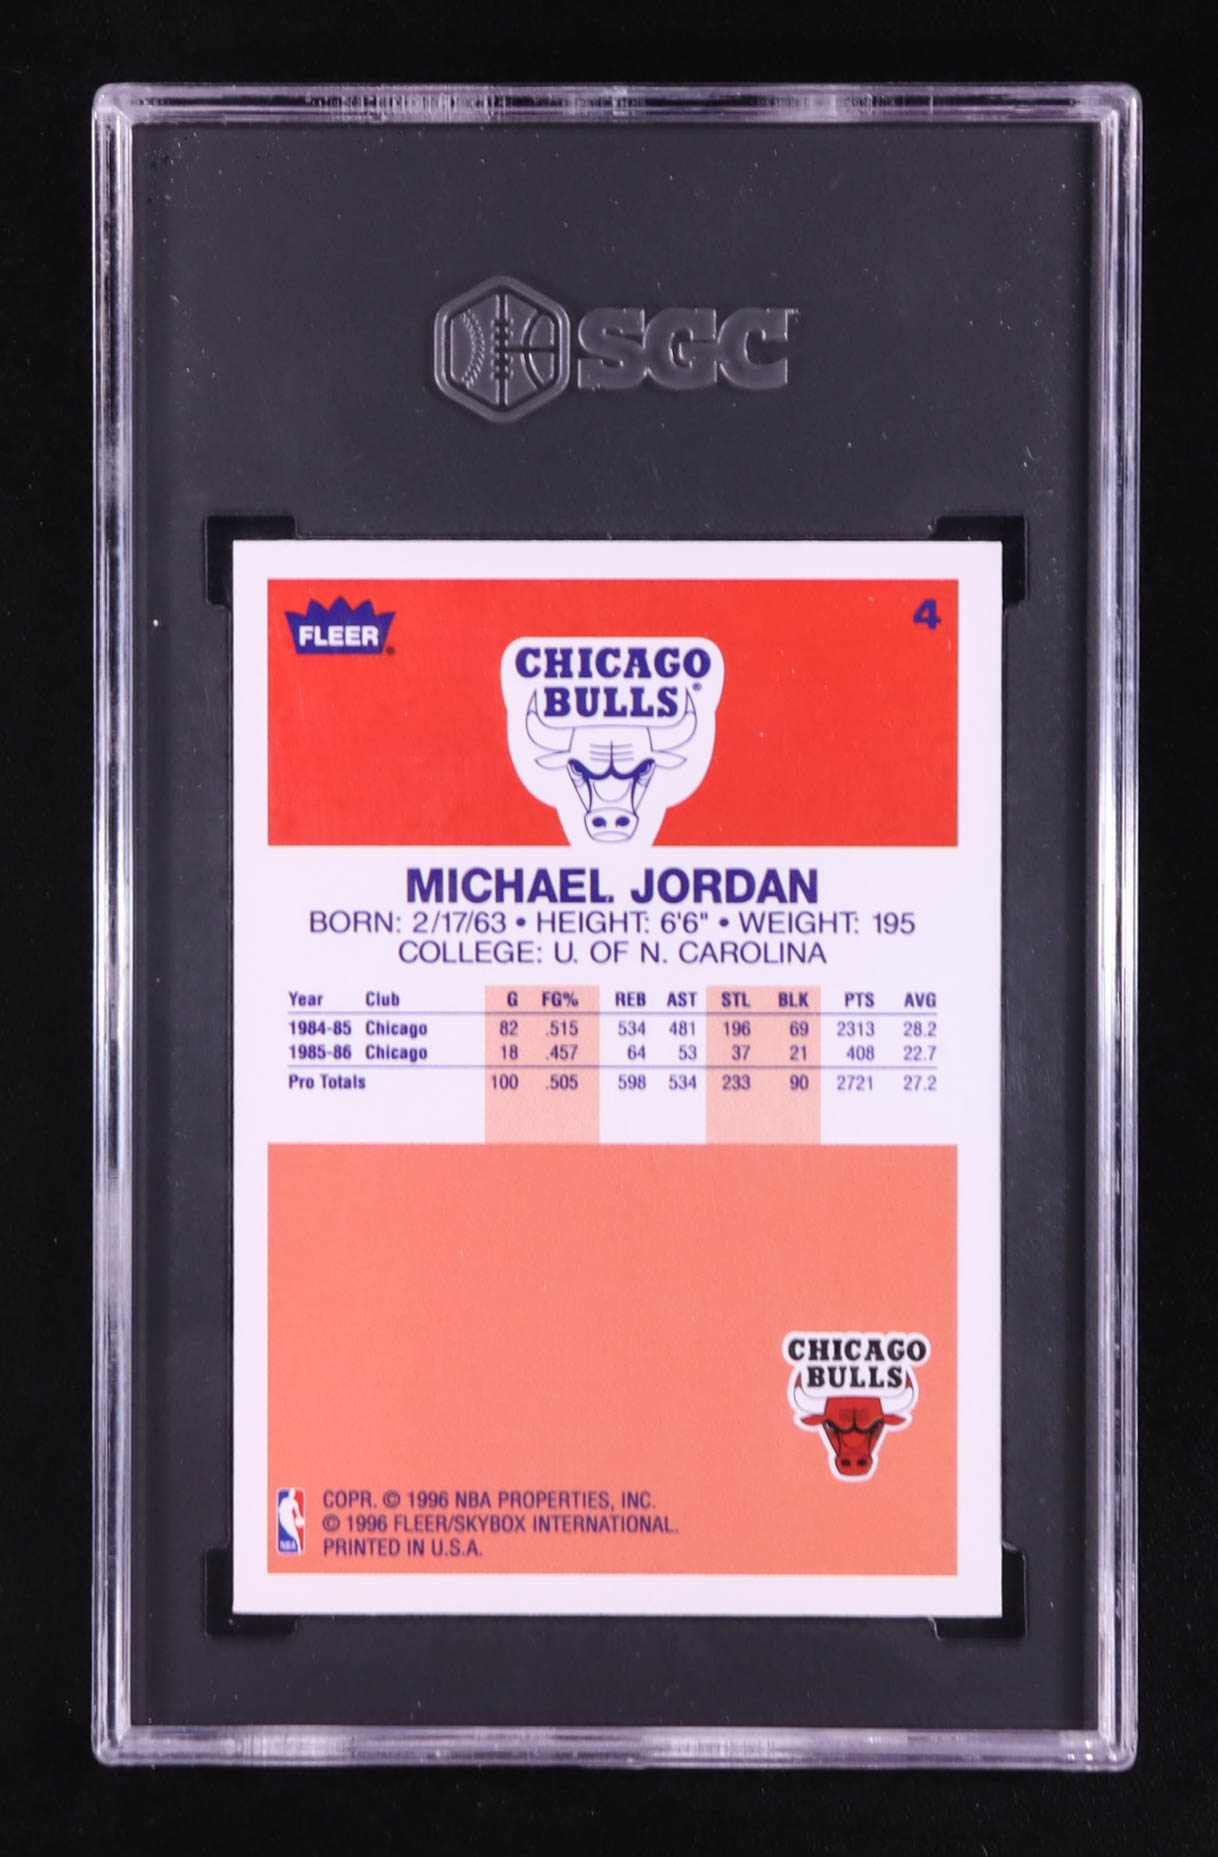 SGC
FLEER
4
CHICAGO
BULLS
MICHAEL JORDAN
BORN: 2/17/63 • HEIGHT: 6'6" • WEIGHT: 195
COLLEGE: U. OF N. CAROLINA
Year Club G FG% REB AST STL BLK PTS AVG
1984-85 Chicago 82 .515 534 481 196 69 2313 28.2
1985-86 Chicago 18 .457 64 53 37 21 408 22.7
Pro Totals 100 .505 598 534 233 90 2721 27.2
CHICAGO
BULLS
COPR. © 1996 NBA PROPERTIES, INC.
© 1996 FLEER/SKYBOX INTERNATIONAL.
PRINTED IN U.S.A.
NBA